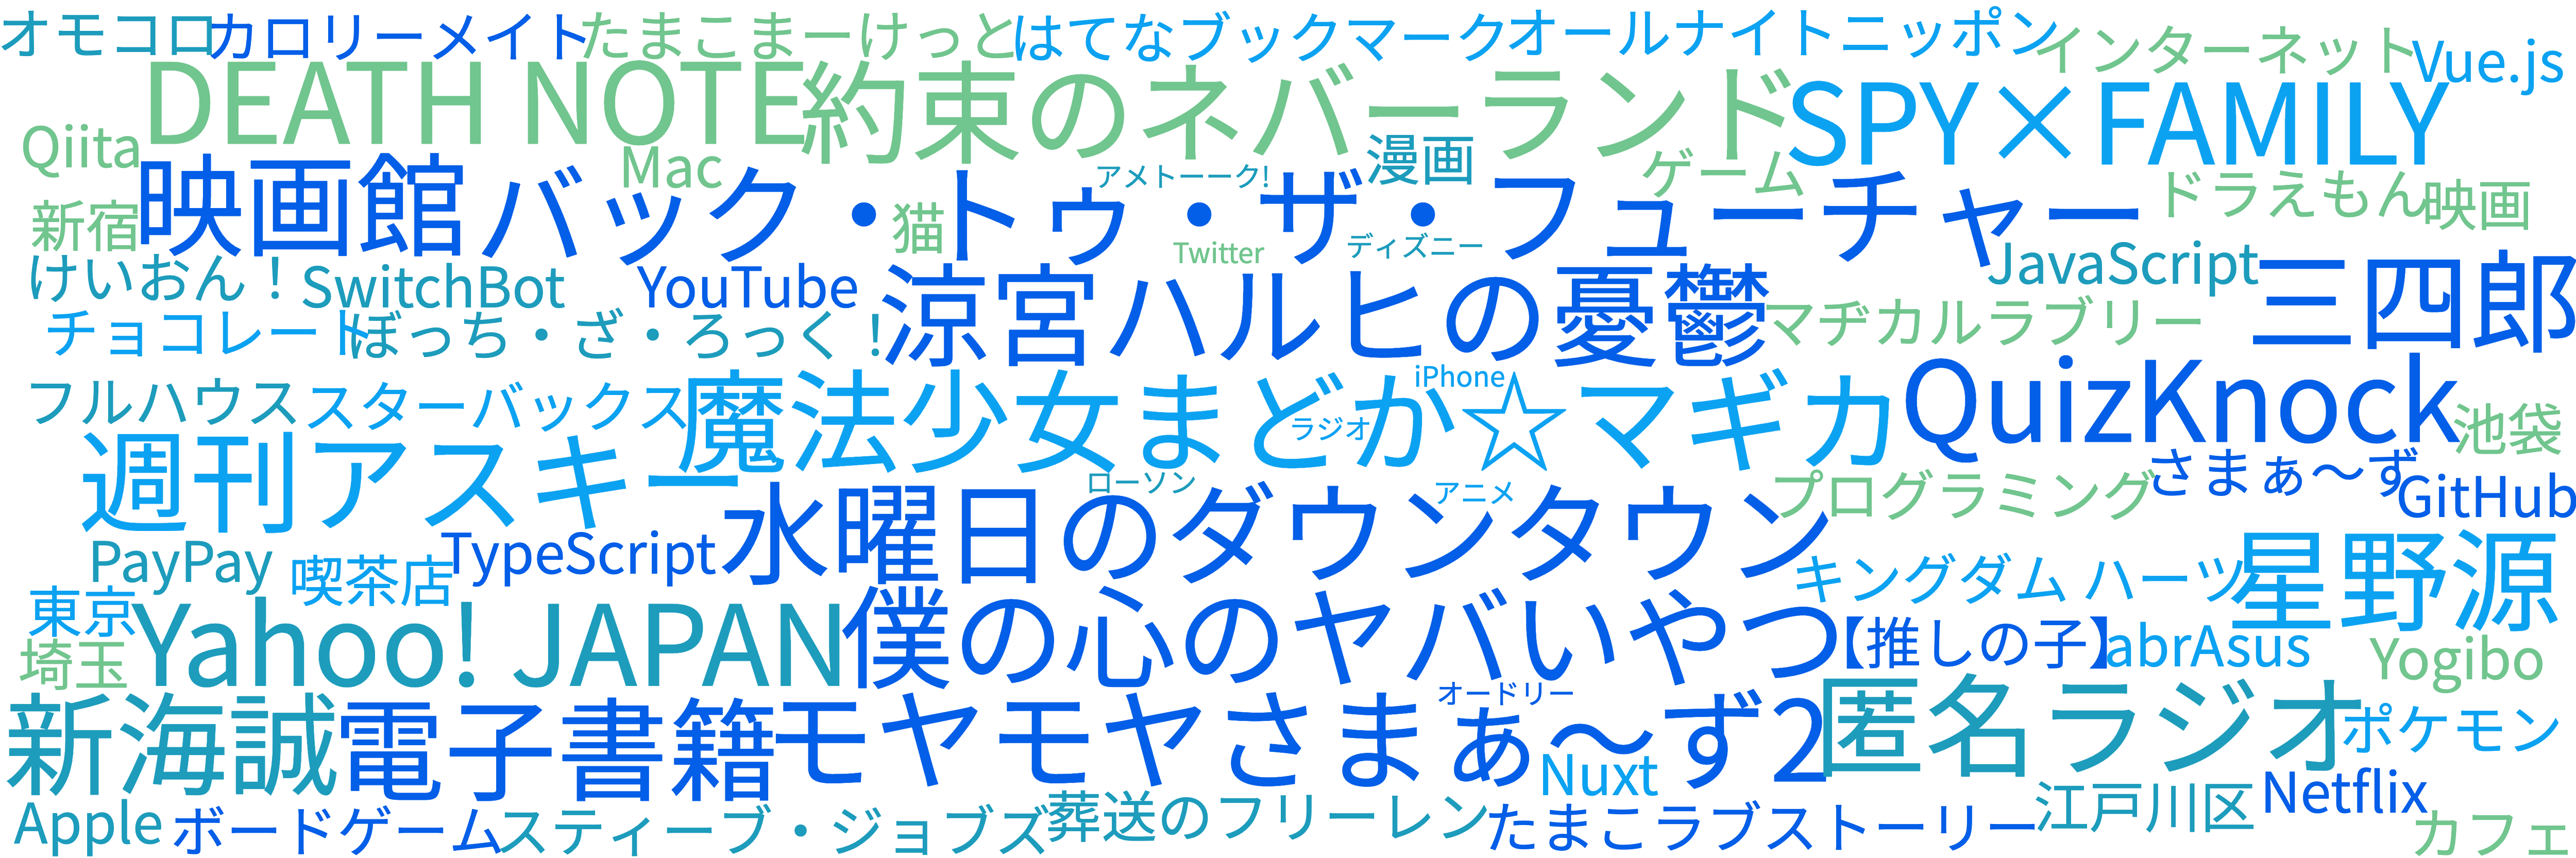 オモコロ
カロリーメイト
たまこまーけっと
はてなブックマーク
オールナイトニッポン
インターネット
Vue.js
DEATH NOTE
約束のネバーランド
SPY×FAMILY
Qiita
Mac
アメトーーク!
漫画
ゲーム
ドラえもん
映画
新宿
映画館
バック・トゥ・ザ・フューチャー
猫
Twitter
ディズニー
JavaScript
けいおん！
SwitchBot
YouTube
涼宮ハルヒの憂鬱
マヂカルラブリー
三四郎
チョコレート
ぼっち・ざ・ろっく！
フルハウス
スターバックス
魔法少女まどか☆マギカ
iPhone
ラジオ
QuizKnock
池袋
週刊アスキー
ローソン
アニメ
プログラミング
さまぁ～ず
GitHub
水曜日のダウンタウン
PayPay
喫茶店
TypeScript
キングダム ハーツ
星野源
東京
埼玉
Yahoo! JAPAN
僕の心のヤバいやつ
【推しの子】
abrAsus
Yogibo
新海誠
電子書籍
モヤモヤさまぁ～ず2
オードリー
匿名ラジオ
ポケモン
Nuxt
Apple
ボードゲーム
スティーブ・ジョブズ
葬送のフリーレン
たまこラブストーリー
江戸川区
Netflix
カフェ